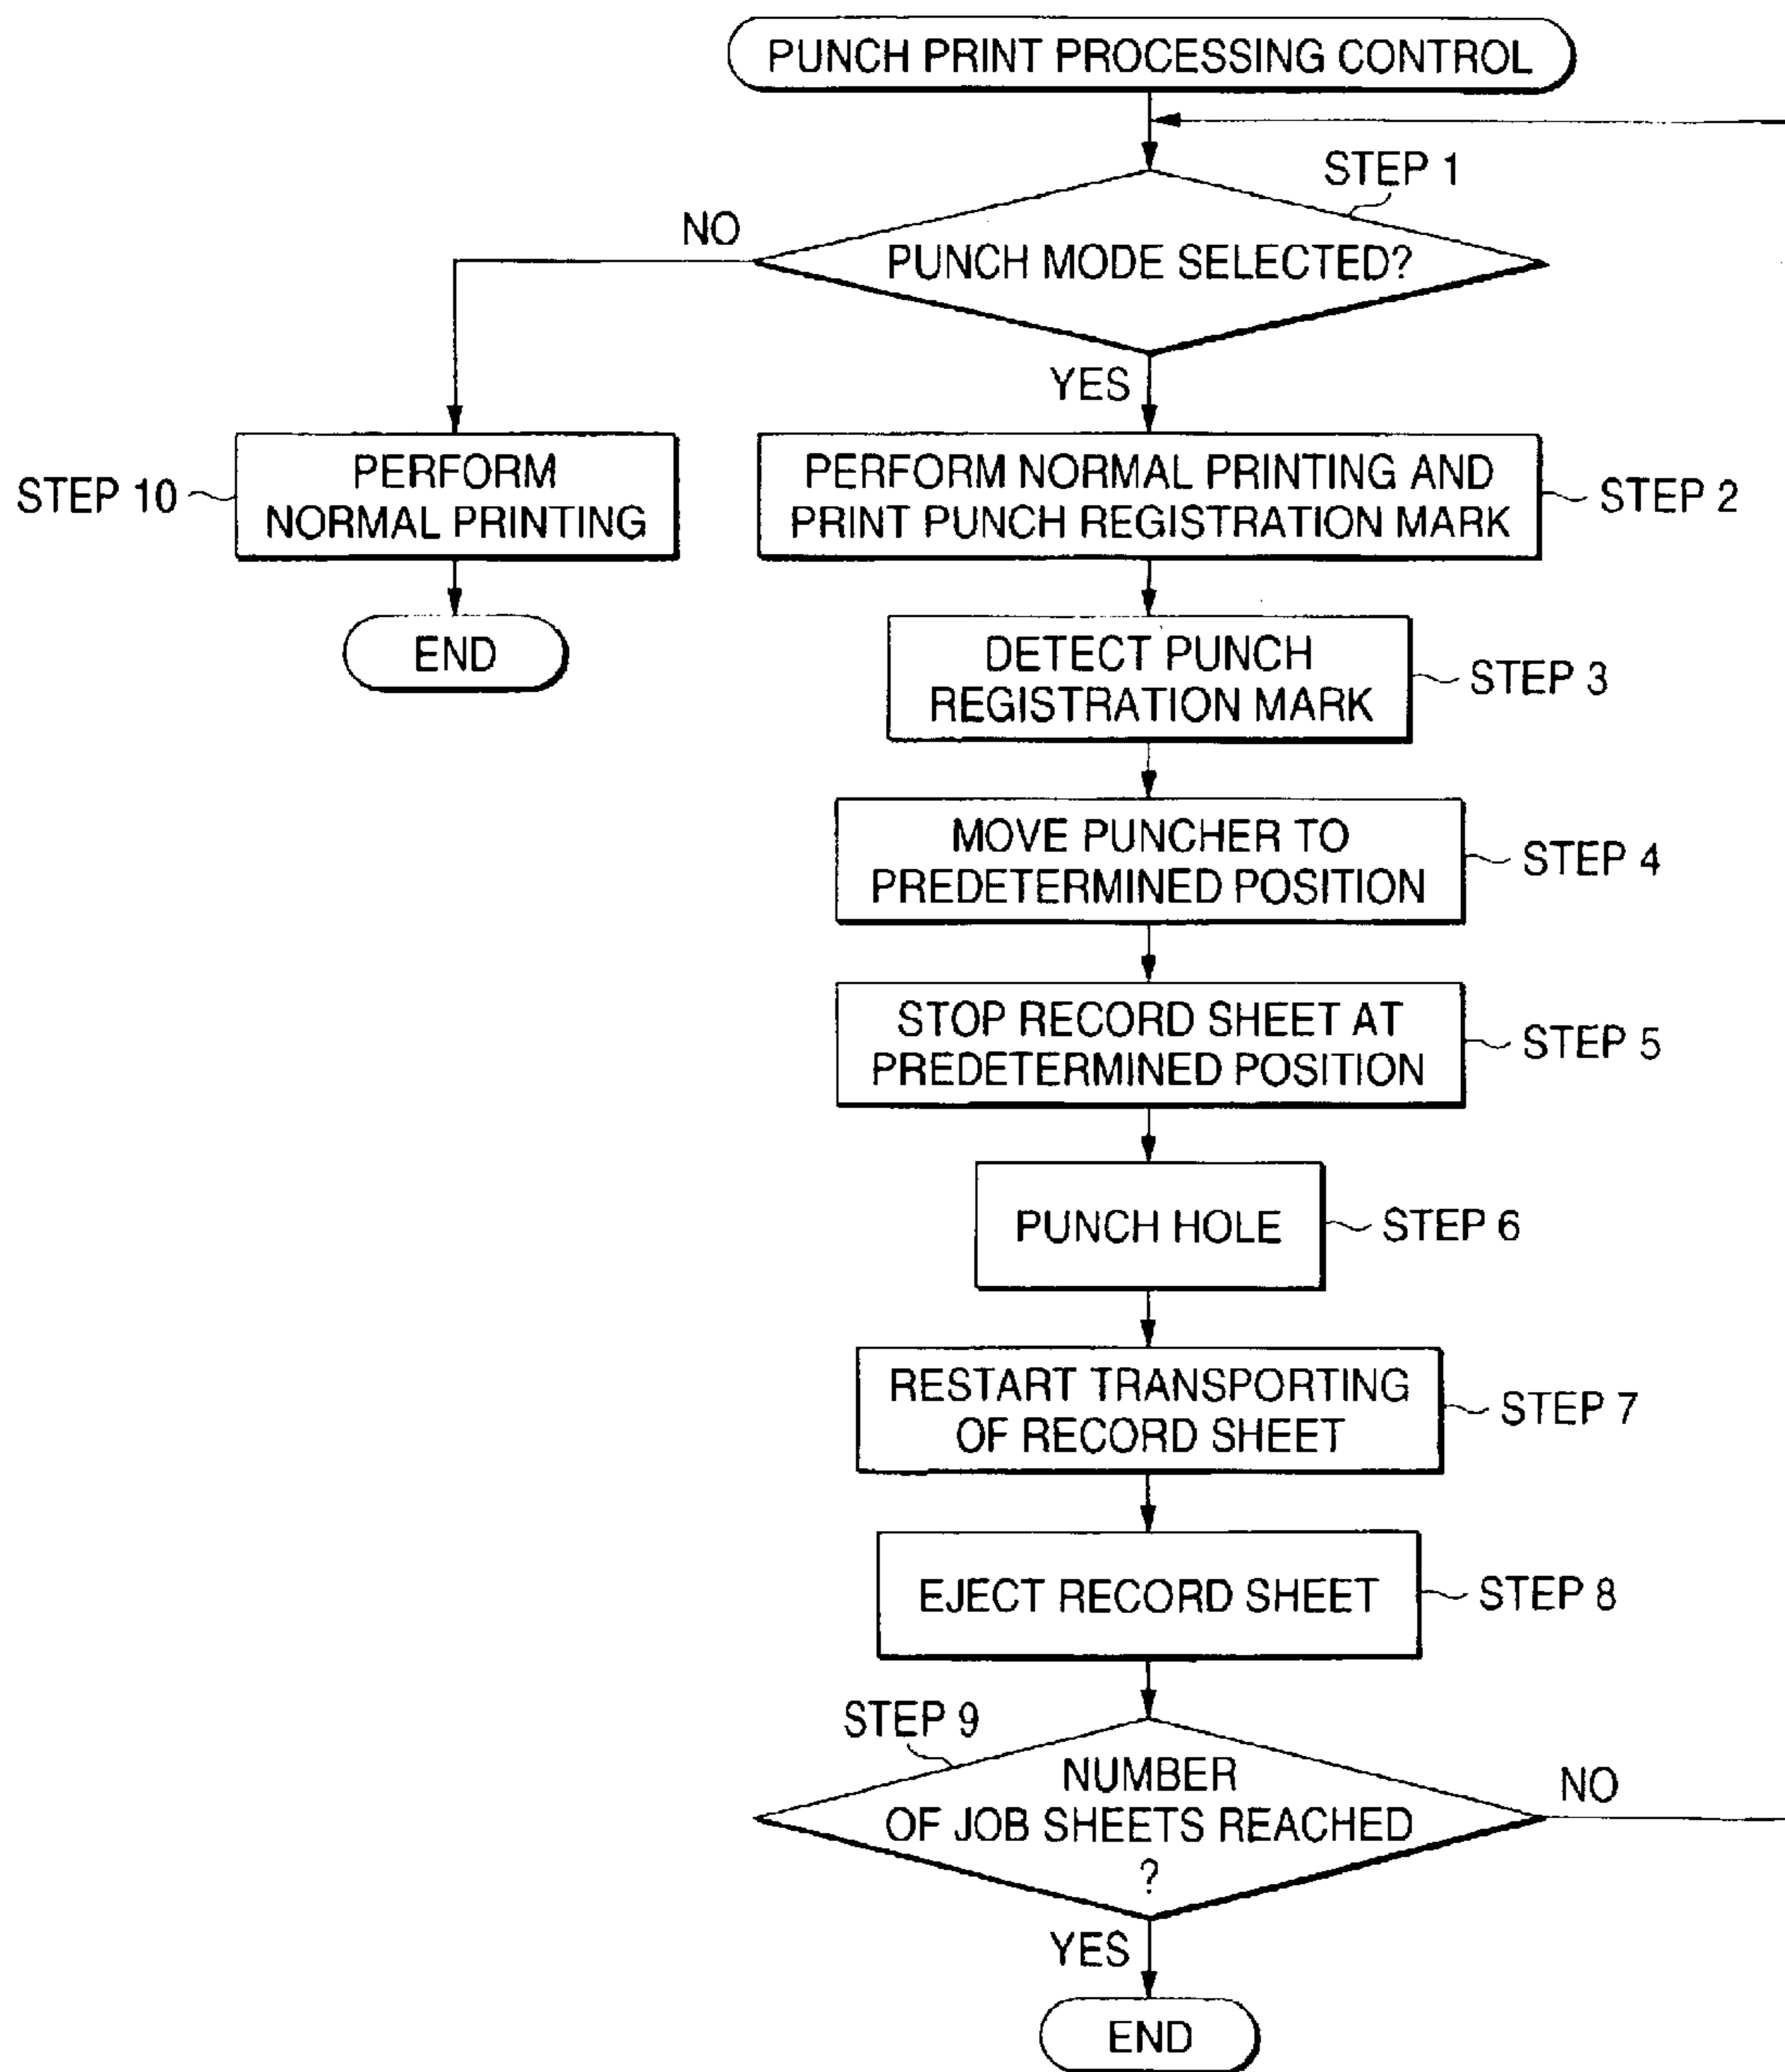 PUNCH PRINT PROCESSING CONTROL
STEP 1
NO
PUNCH MODE SELECTED?
YES
STEP 10
PERFORM
NORMAL PRINTING
PERFORM NORMAL PRINTING AND
PRINT PUNCH REGISTRATION MARK
STEP 2
END
DETECT PUNCH
REGISTRATION MARK
STEP 3
MOVE PUNCHER TO
PREDETERMINED POSITION
STEP 4
STOP RECORD SHEET AT
PREDETERMINED POSITION
STEP 5
PUNCH HOLE
STEP 6
RESTART TRANSPORTING
OF RECORD SHEET
STEP 7
EJECT RECORD SHEET
STEP 8
STEP 9
NUMBER
OF JOB SHEETS REACHED
?
NO
YES
END